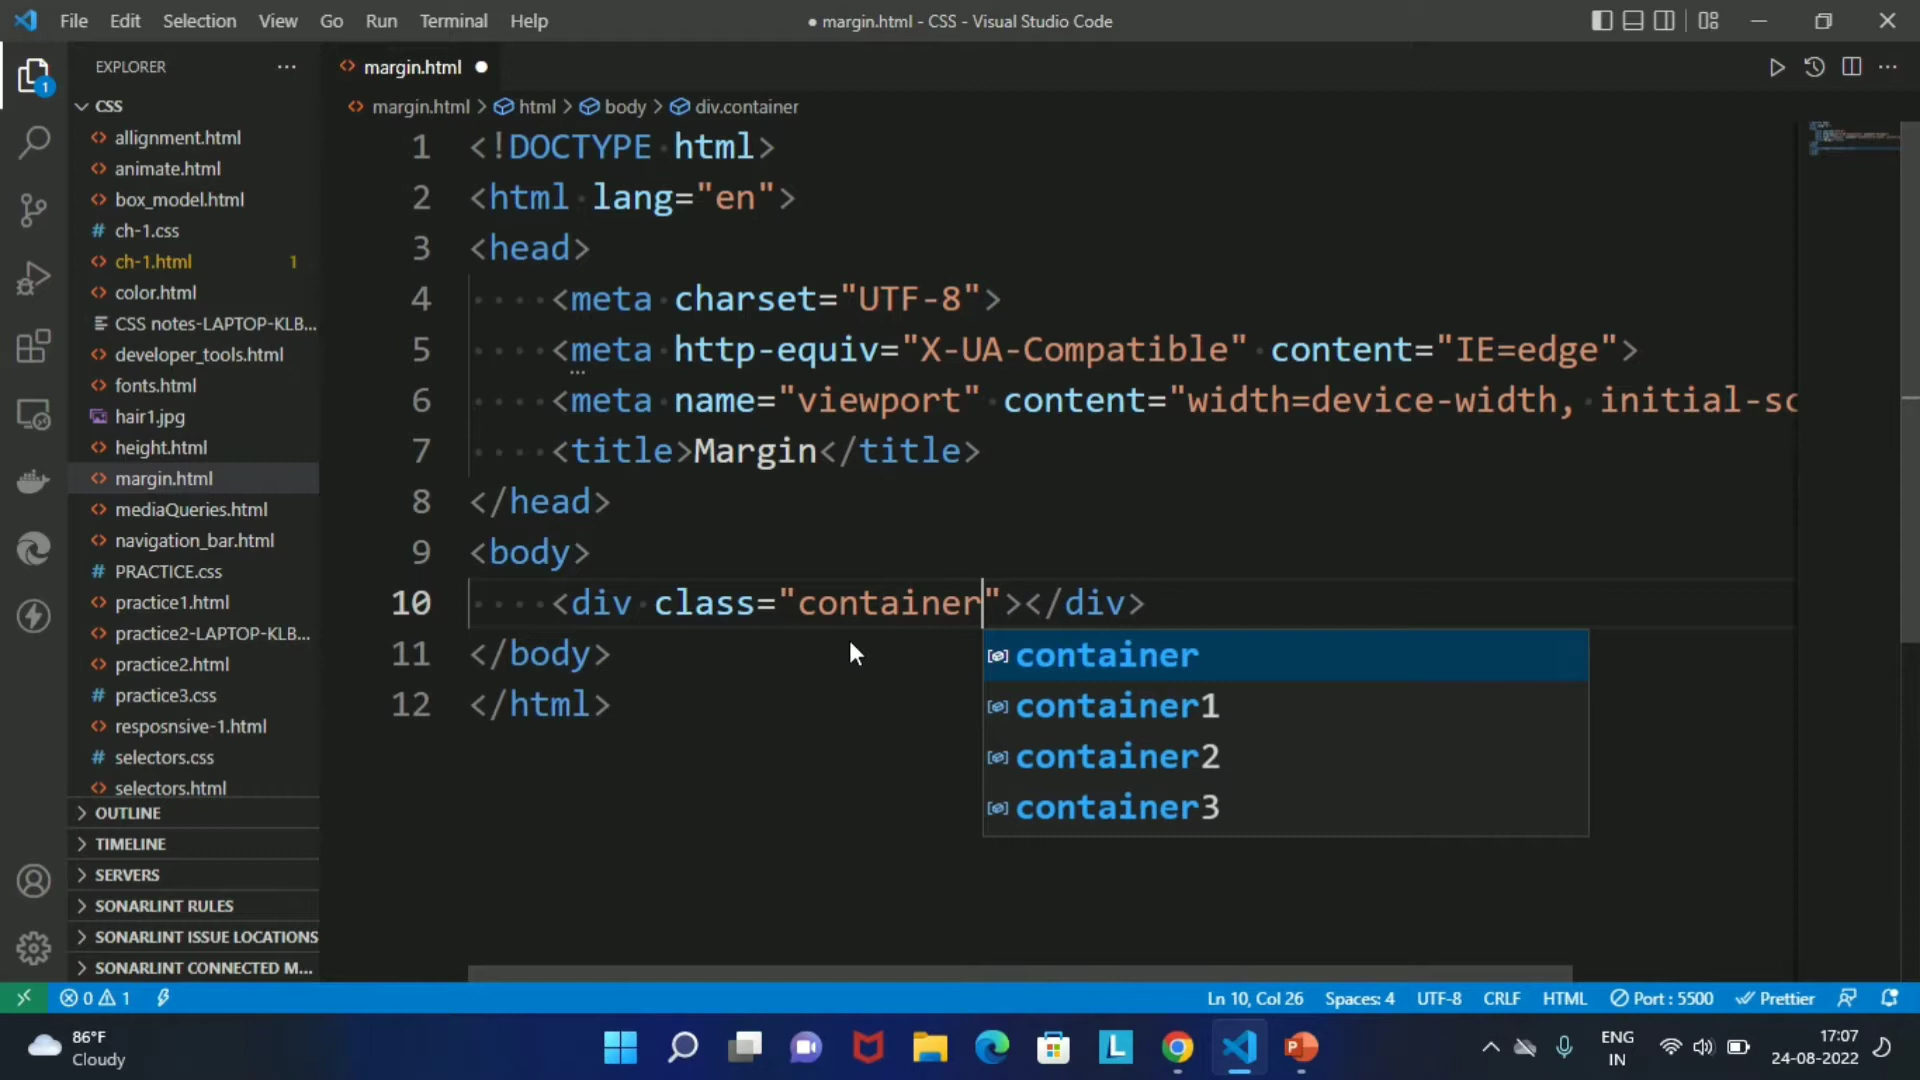 File Edit Selection View Go Run Terminal Help
● margin.html - CSS - Visual Studio Code
EXPLORER
1
CSS
allignment.html
animate.html
box_model.html
ch-1.css
ch-1.html 1
color.html
CSS notes-LAPTOP-KLB...
developer_tools.html
fonts.html
hair1.jpg
height.html
margin.html
mediaQueries.html
navigation_bar.html
PRACTICE.css
practice1.html
practice2-LAPTOP-KLB...
practice2.html
practice3.css
resposnsive-1.html
selectors.css
selectors.html
OUTLINE
TIMELINE
SERVERS
SONARLINT RULES
SONARLINT ISSUE LOCATIONS
SONARLINT CONNECTED M...
margin.html
margin.html > html > body > div.container
1 <!DOCTYPE html>
2 <html lang="en">
3 <head>
4 <meta charset="UTF-8">
5 <meta http-equiv="X-UA-Compatible" content="IE=edge">
6 <meta name="viewport" content="width=device-width, initial-sc
7 <title>Margin</title>
8 </head>
9 <body>
10 <div class="container"></div>
11 </body>
12 </html>
container
container1
container2
container3
0 1
Ln 10, Col 26 Spaces: 4 UTF-8 CRLF HTML Port : 5500 Prettier
86°F
Cloudy
L
P
ENG
IN
17:07
24-08-2022